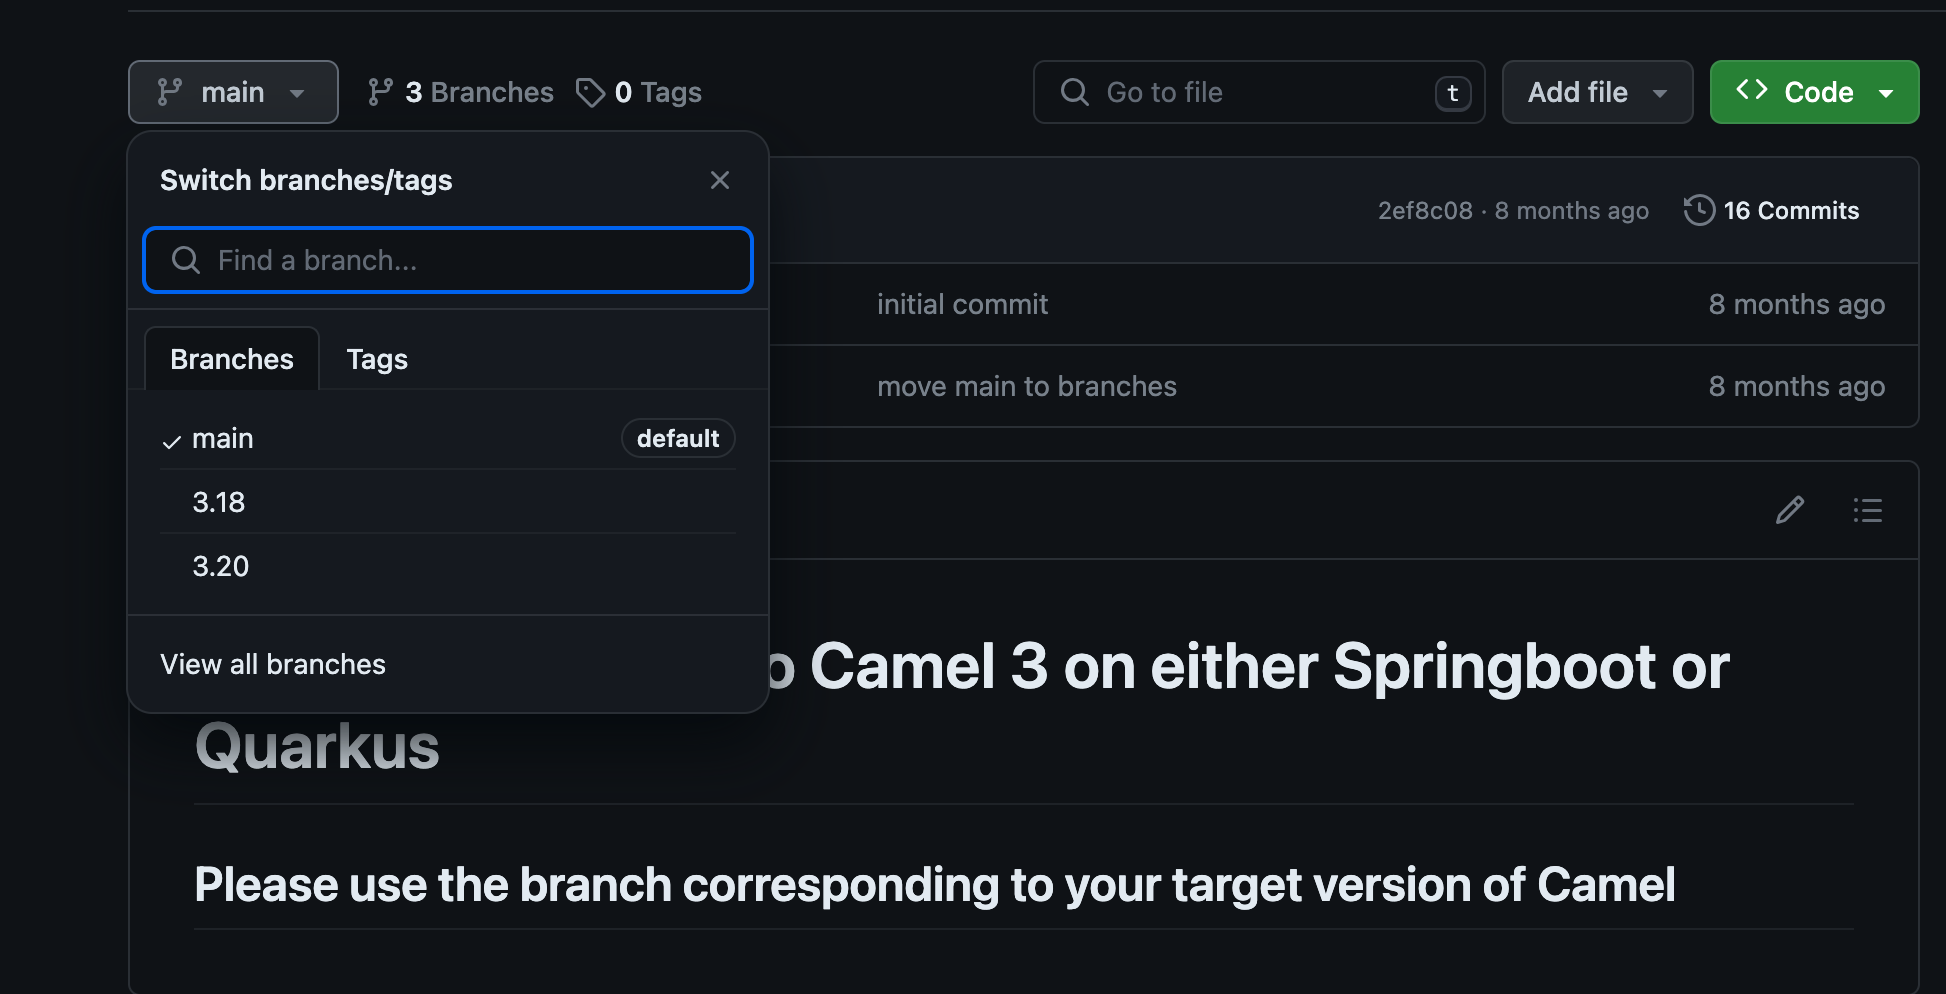 main
3 Branches
0 Tags
Go to file
t
Add file
Code
Switch branches/tags
Find a branch...
Branches
Tags
main
default
3.18
3.20
View all branches
2ef8c08 · 8 months ago
16 Commits
initial commit
8 months ago
move main to branches
8 months ago
Camel 3 on either Springboot or
Quarkus
Please use the branch corresponding to your target version of Camel